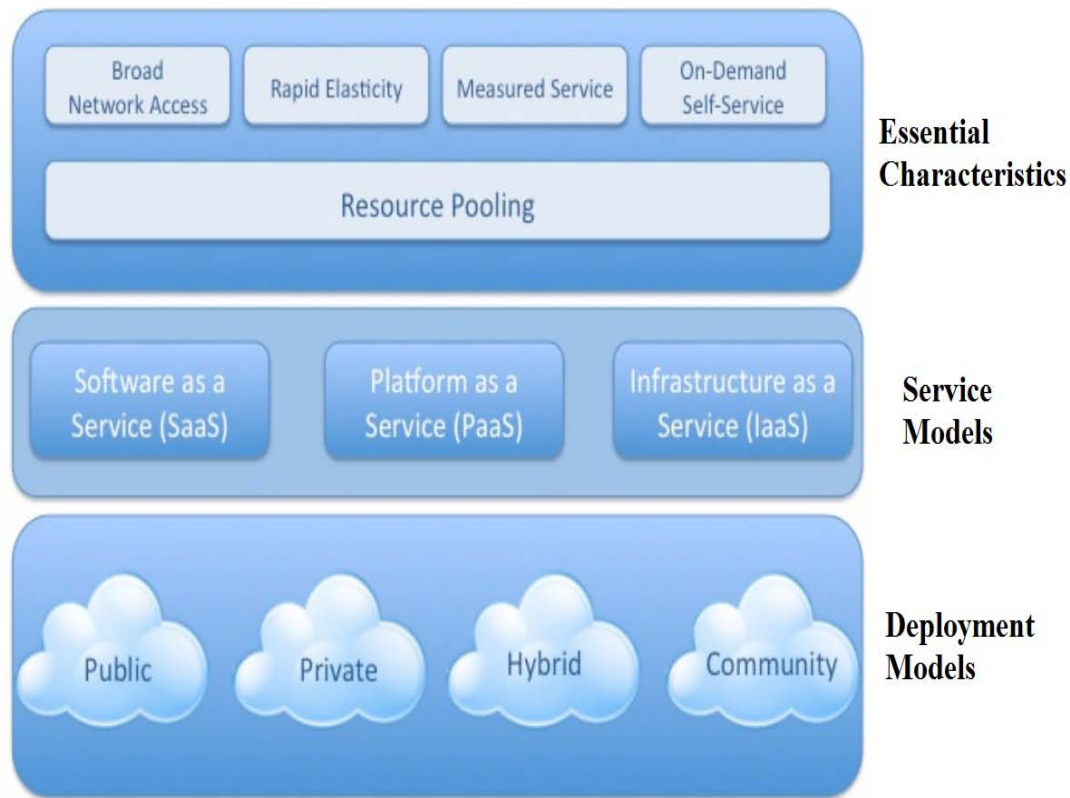 Broad
Network Access
Rapid Elasticity
Measured Service
On-Demand
Self-Service
Resource Pooling
Essential
Characteristics
Software as a
Service (SaaS)
Platform as a
Service (PaaS)
Infrastructure as a
Service (IaaS)
Service
Models
Public
Private
Hybrid
Community
Deployment
Models